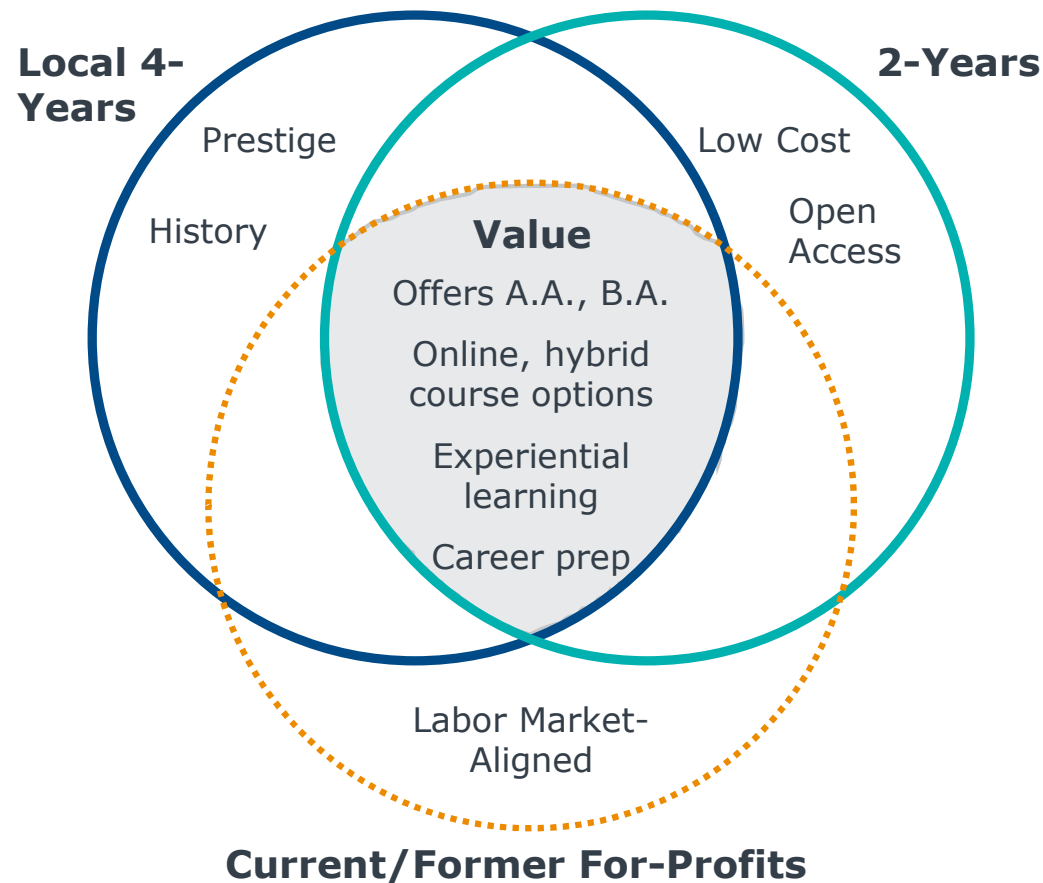 Local 4-
Years
2-Years
Prestige
Low Cost
History
Open
Access
Value
Offers A.A., B.A.
Online, hybrid
course options
Experiential
learning
Career prep
Labor Market-
Aligned
Current/Former For-Profits